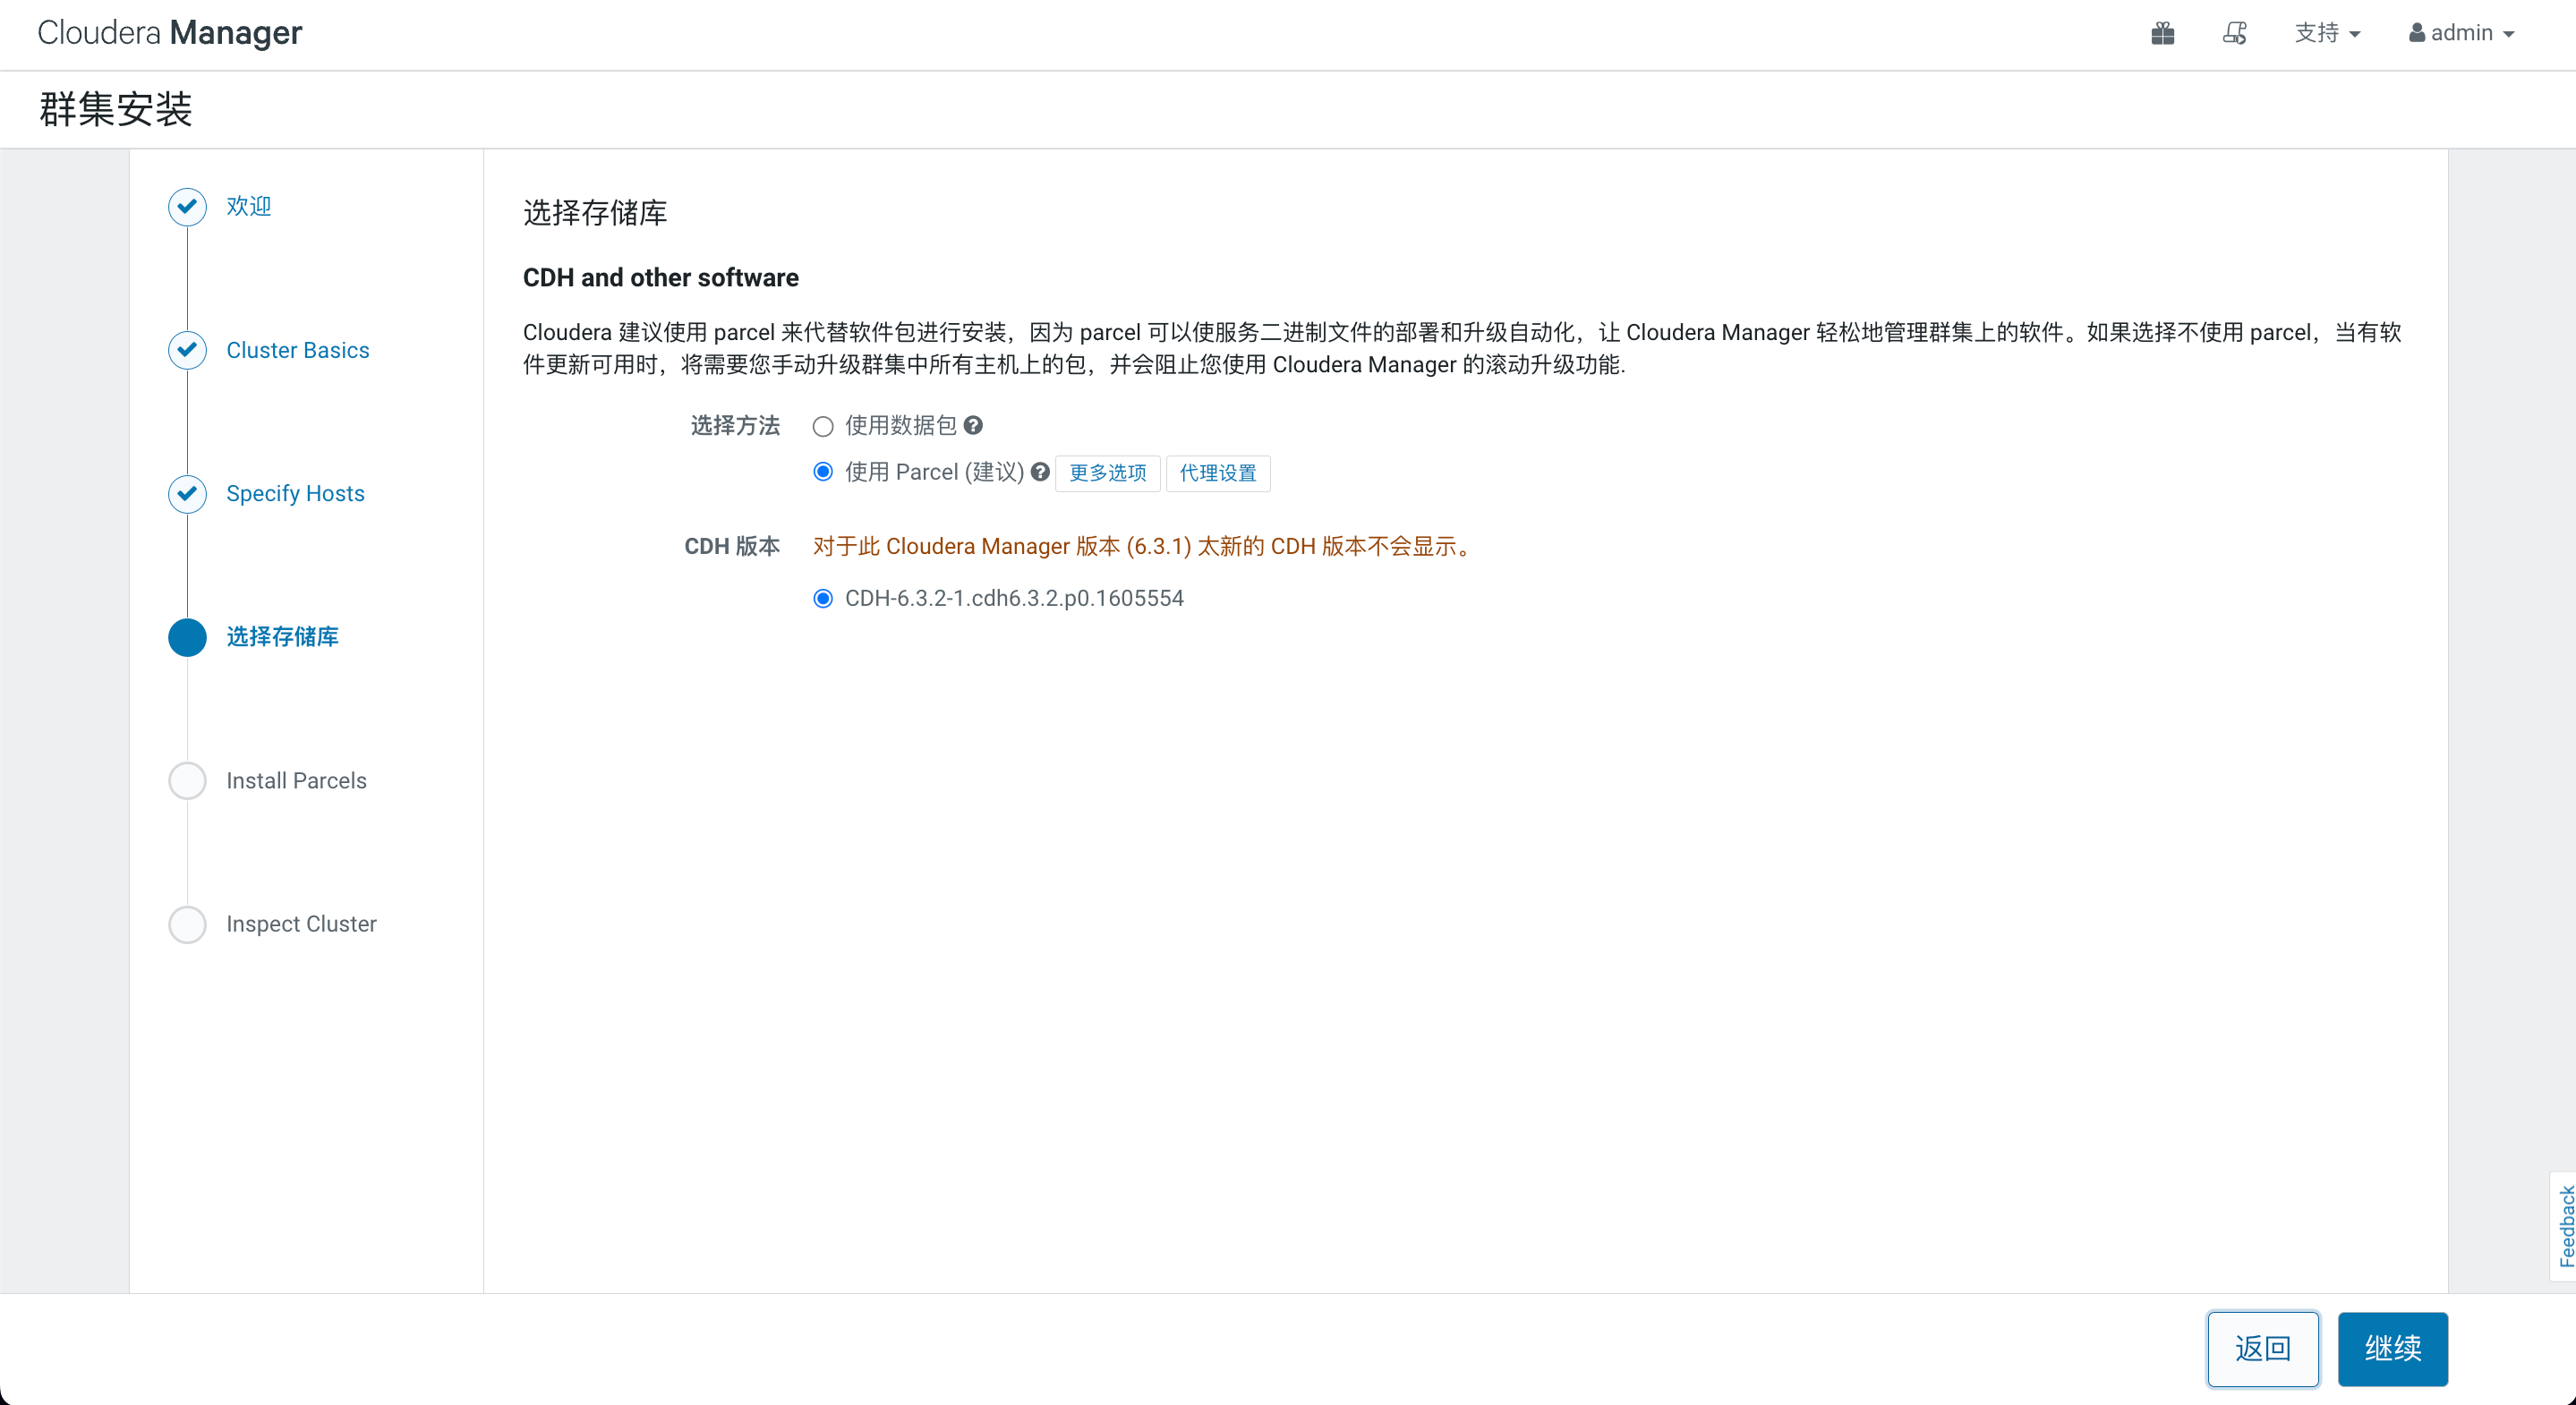 Cloudera Manager
支持
admin
群集安装
欢迎
Cluster Basics
Specify Hosts
选择存储库
Install Parcels
Inspect Cluster
选择存储库
CDH and other software
Cloudera 建议使用 parcel 来代替软件包进行安装，因为 parcel 可以使服务二进制文件的部署和升级自动化，让 Cloudera Manager 轻松地管理群集上的软件。如果选择不使用 parcel，当有软
件更新可用时，将需要您手动升级群集中所有主机上的包，并会阻止您使用 Cloudera Manager 的滚动升级功能.
选择方法 使用数据包 ?
使用 Parcel (建议) ? 更多选项 代理设置
CDH 版本 对于此 Cloudera Manager 版本 (6.3.1) 太新的 CDH 版本不会显示。
CDH-6.3.2-1.cdh6.3.2.p0.1605554
Feedback
返回 继续